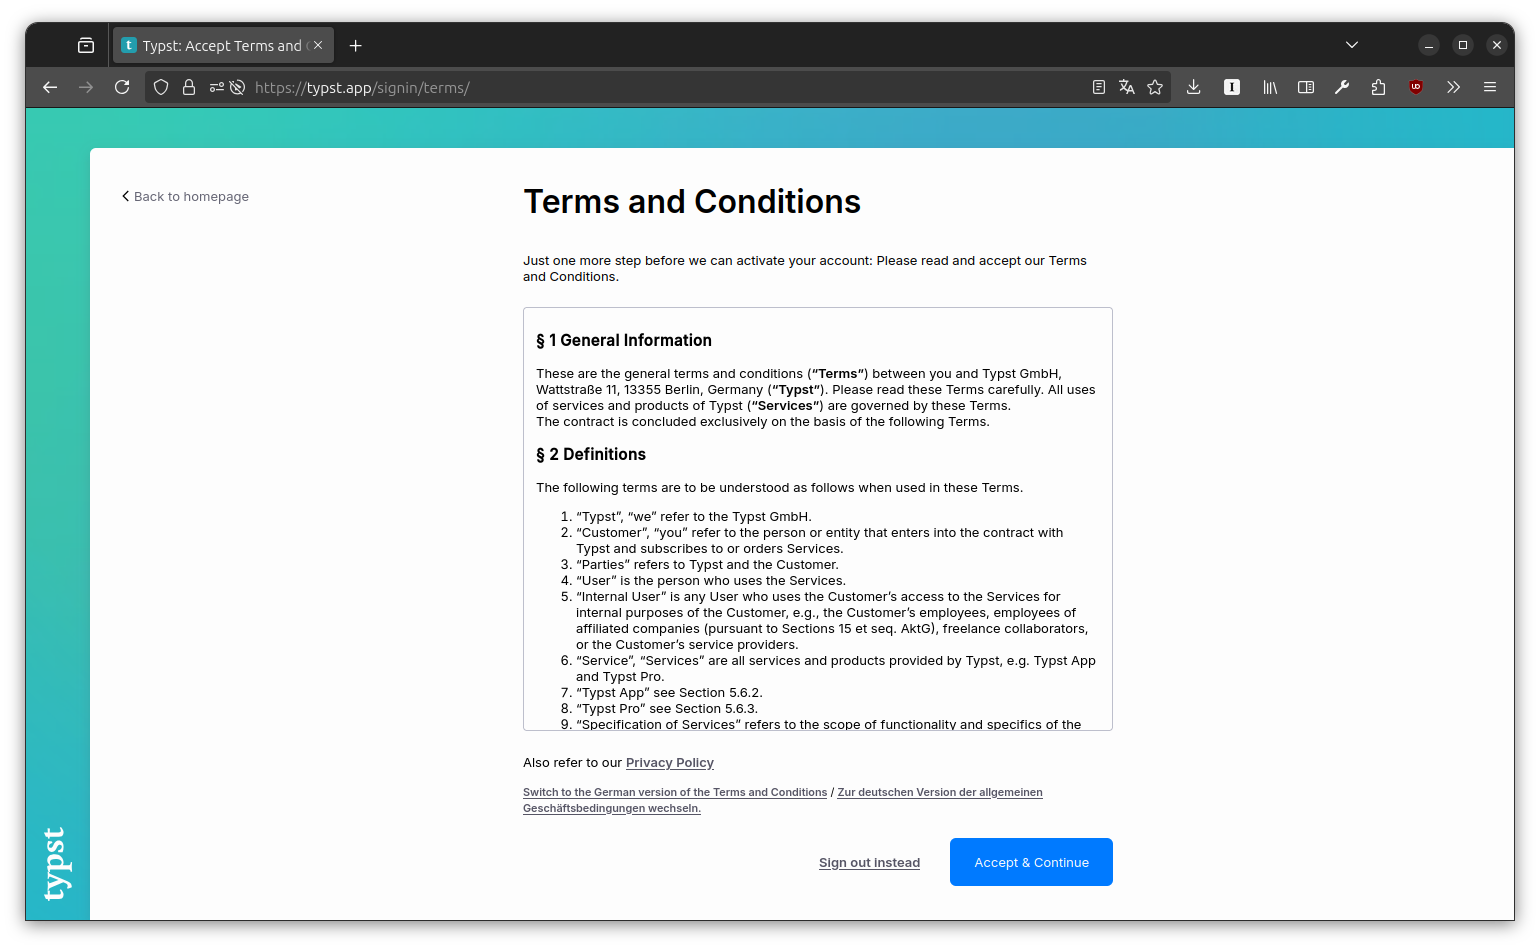 Typst: Accept Terms and
https://typst.app/signin/terms/
Back to homepage
Terms and Conditions
Just one more step before we can activate your account: Please read and accept our Terms
and Conditions.
§ 1 General Information
These are the general terms and conditions (“Terms”) between you and Typst GmbH,
Wattstraße 11, 13355 Berlin, Germany (“Typst”). Please read these Terms carefully. All uses
of services and products of Typst (“Services”) are governed by these Terms.
The contract is concluded exclusively on the basis of the following Terms.
§ 2 Definitions
The following terms are to be understood as follows when used in these Terms.
1. “Typst”, “we” refer to the Typst GmbH.
2. “Customer”, “you” refer to the person or entity that enters into the contract with
Typst and subscribes to or orders Services.
3. “Parties” refers to Typst and the Customer.
4. “User” is the person who uses the Services.
5. “Internal User” is any User who uses the Customer’s access to the Services for
internal purposes of the Customer, e.g., the Customer’s employees, employees of
affiliated companies (pursuant to Sections 15 et seq. AktG), freelance collaborators,
or the Customer’s service providers.
6. “Service”, “Services” are all services and products provided by Typst, e.g. Typst App
and Typst Pro.
7. “Typst App” see Section 5.6.2.
8. “Typst Pro” see Section 5.6.3.
9. “Specification of Services” refers to the scope of functionality and specifics of the
Also refer to our Privacy Policy
Switch to the German version of the Terms and Conditions / Zur deutschen Version der allgemeinen
Geschäftsbedingungen wechseln.
Sign out instead
Accept & Continue
typst